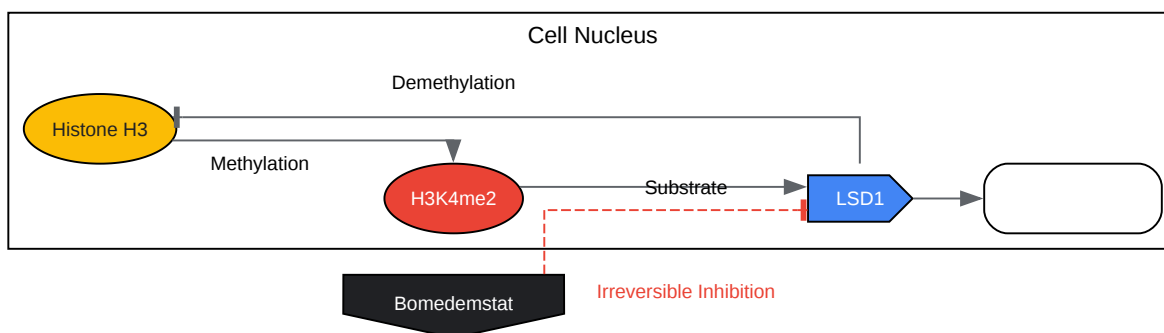 Cell Nucleus
Demethylation
Histone H3
Methylation
H3K4me2
Substrate
LSD1
Bomedemstat
Irreversible Inhibition